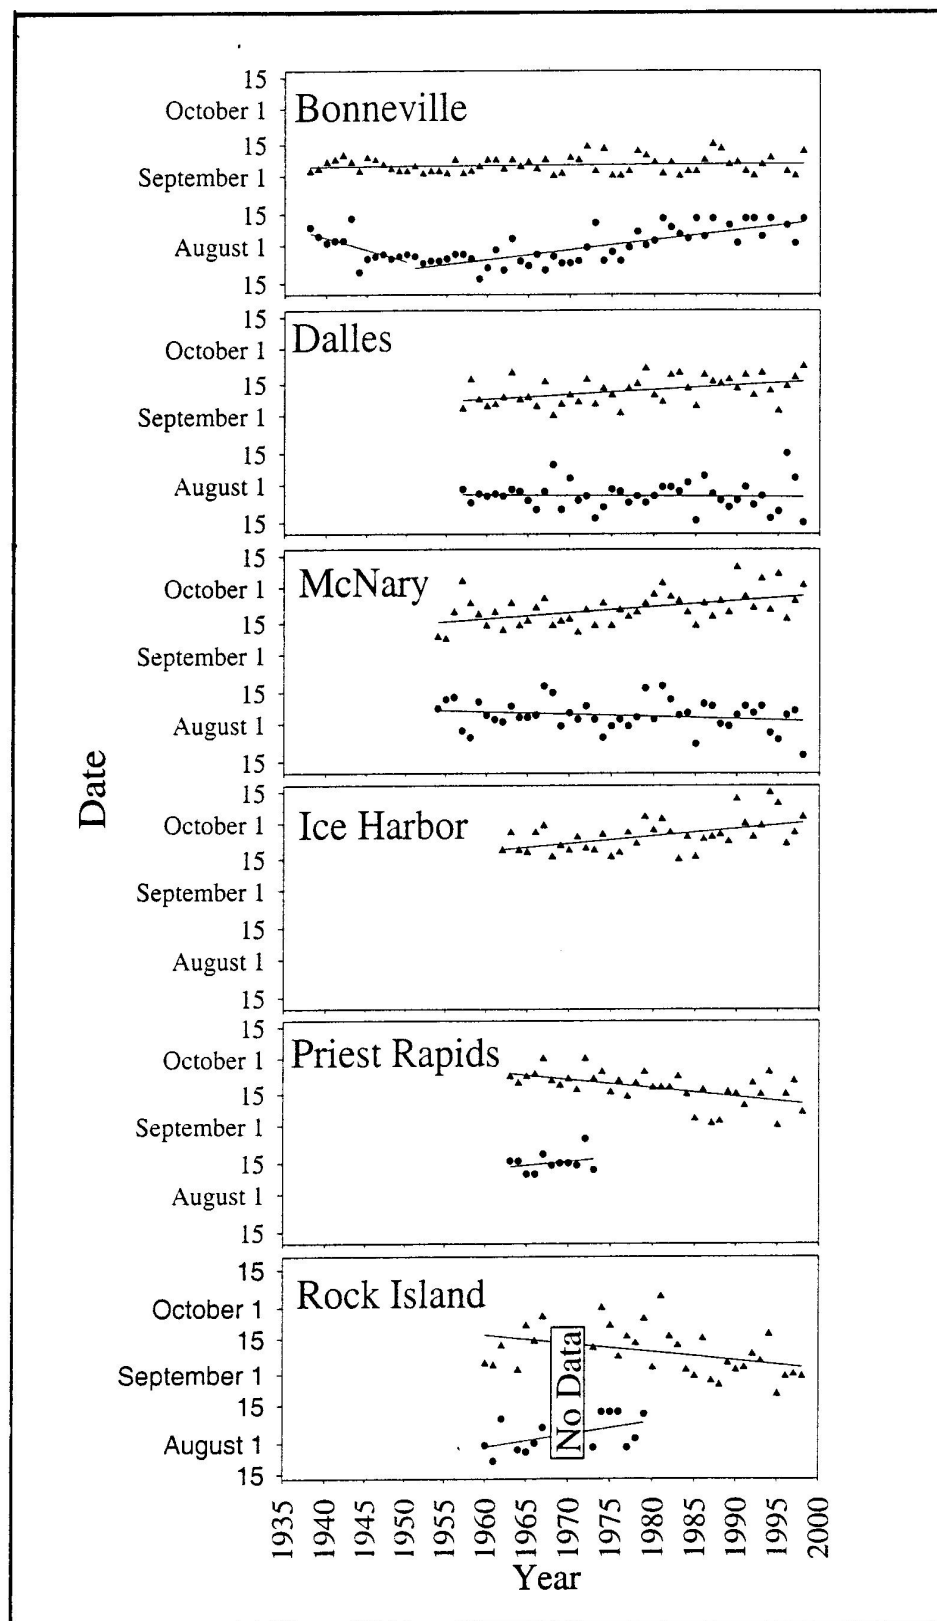 Bonneville
15
October 1
15
September 1
15
August 1
15
Dalles
15
October 1
15
September 1
15
August 1
15
McNary
15
October 1
15
September 1
15
August 1
15
Date
Ice Harbor
15
October 1
September 1
15
August 1
15
Priest Rapids
15
October 1
15
September 1
15
August 1
15
Rock Island
15
October 1
15
September 1
15
August 1
15
No Data
1935 1940 1945 1950 1955 1960 1965 1970 1975 1980 1985 1990 1995 2000
Year